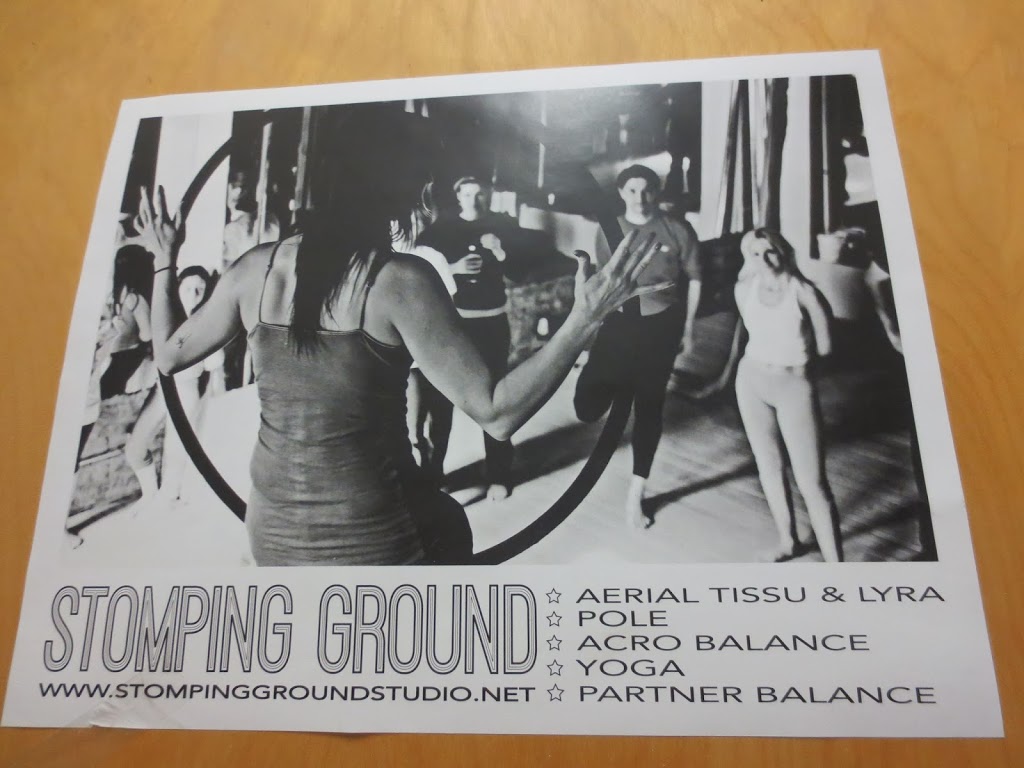 STOMPING GROUND
WWW.STOMPINGGROUNDSTUDIO.NET
☆ AERIAL TISSU & LYRA
☆ POLE
☆ ACRO BALANCE
☆ YOGA
☆ PARTNER BALANCE